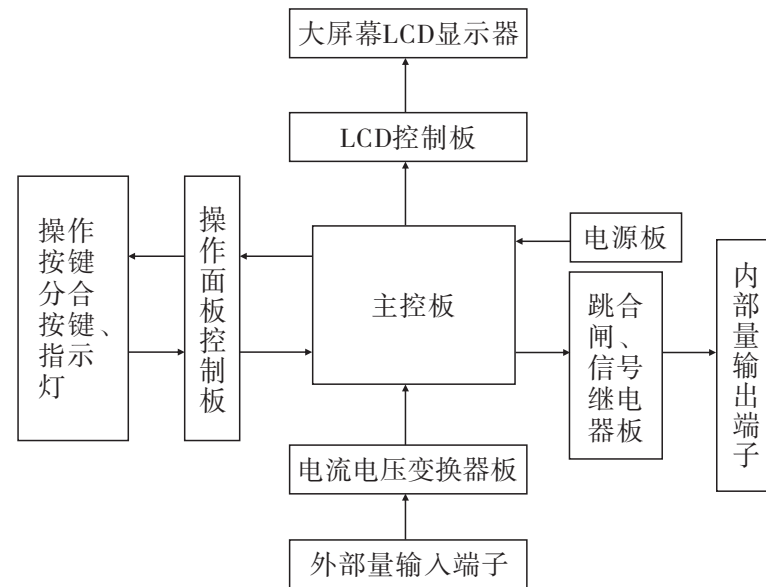 大屏幕LCD显示器
LCD控制板
操作
按键
分合
按键、
指示
灯
操作面板控制板
主控板
电源板
跳合
闸、
信号
继电
器板
内部量输出端子
电流电压变换器板
外部量输入端子